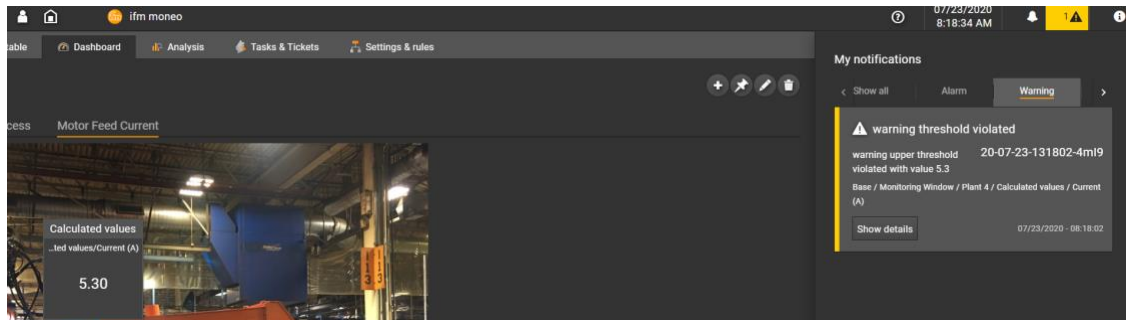 ifm moneo
07/23/2020
8:18:34 AM
1
table
Dashboard
Analysis
Tasks & Tickets
Settings & rules
cess
Motor Feed Current
Calculated values
...ted values/Current (A)
5.30
113
113
My notifications
Show all
Alarm
Warning
warning threshold violated
warning upper threshold
violated with value 5.3
20-07-23-131802-4mI9
Base / Monitoring Window / Plant 4 / Calculated values / Current
(A)
Show details
07/23/2020 - 08:18:02